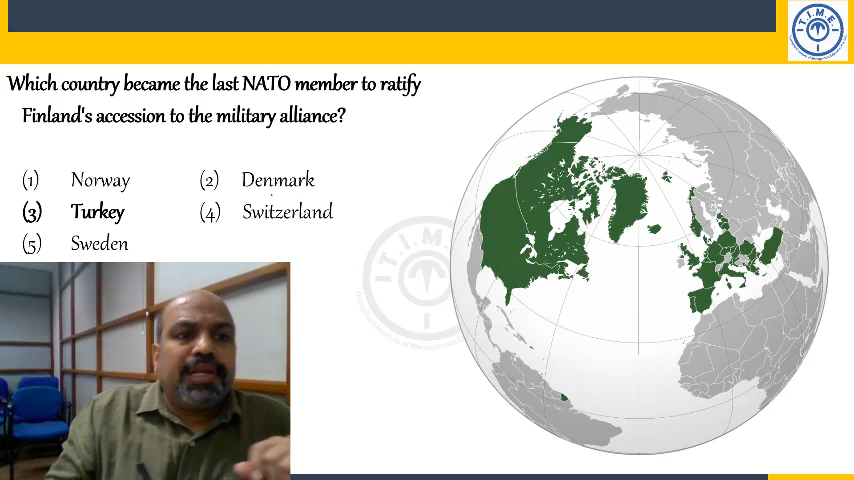 T.I.M.E.
Which country became the last NATO member to ratify
Finland's accession to the military alliance?
(1) Norway (2) Denmark
(3) Turkey (4) Switzerland
(5) Sweden
T.I.M.E.